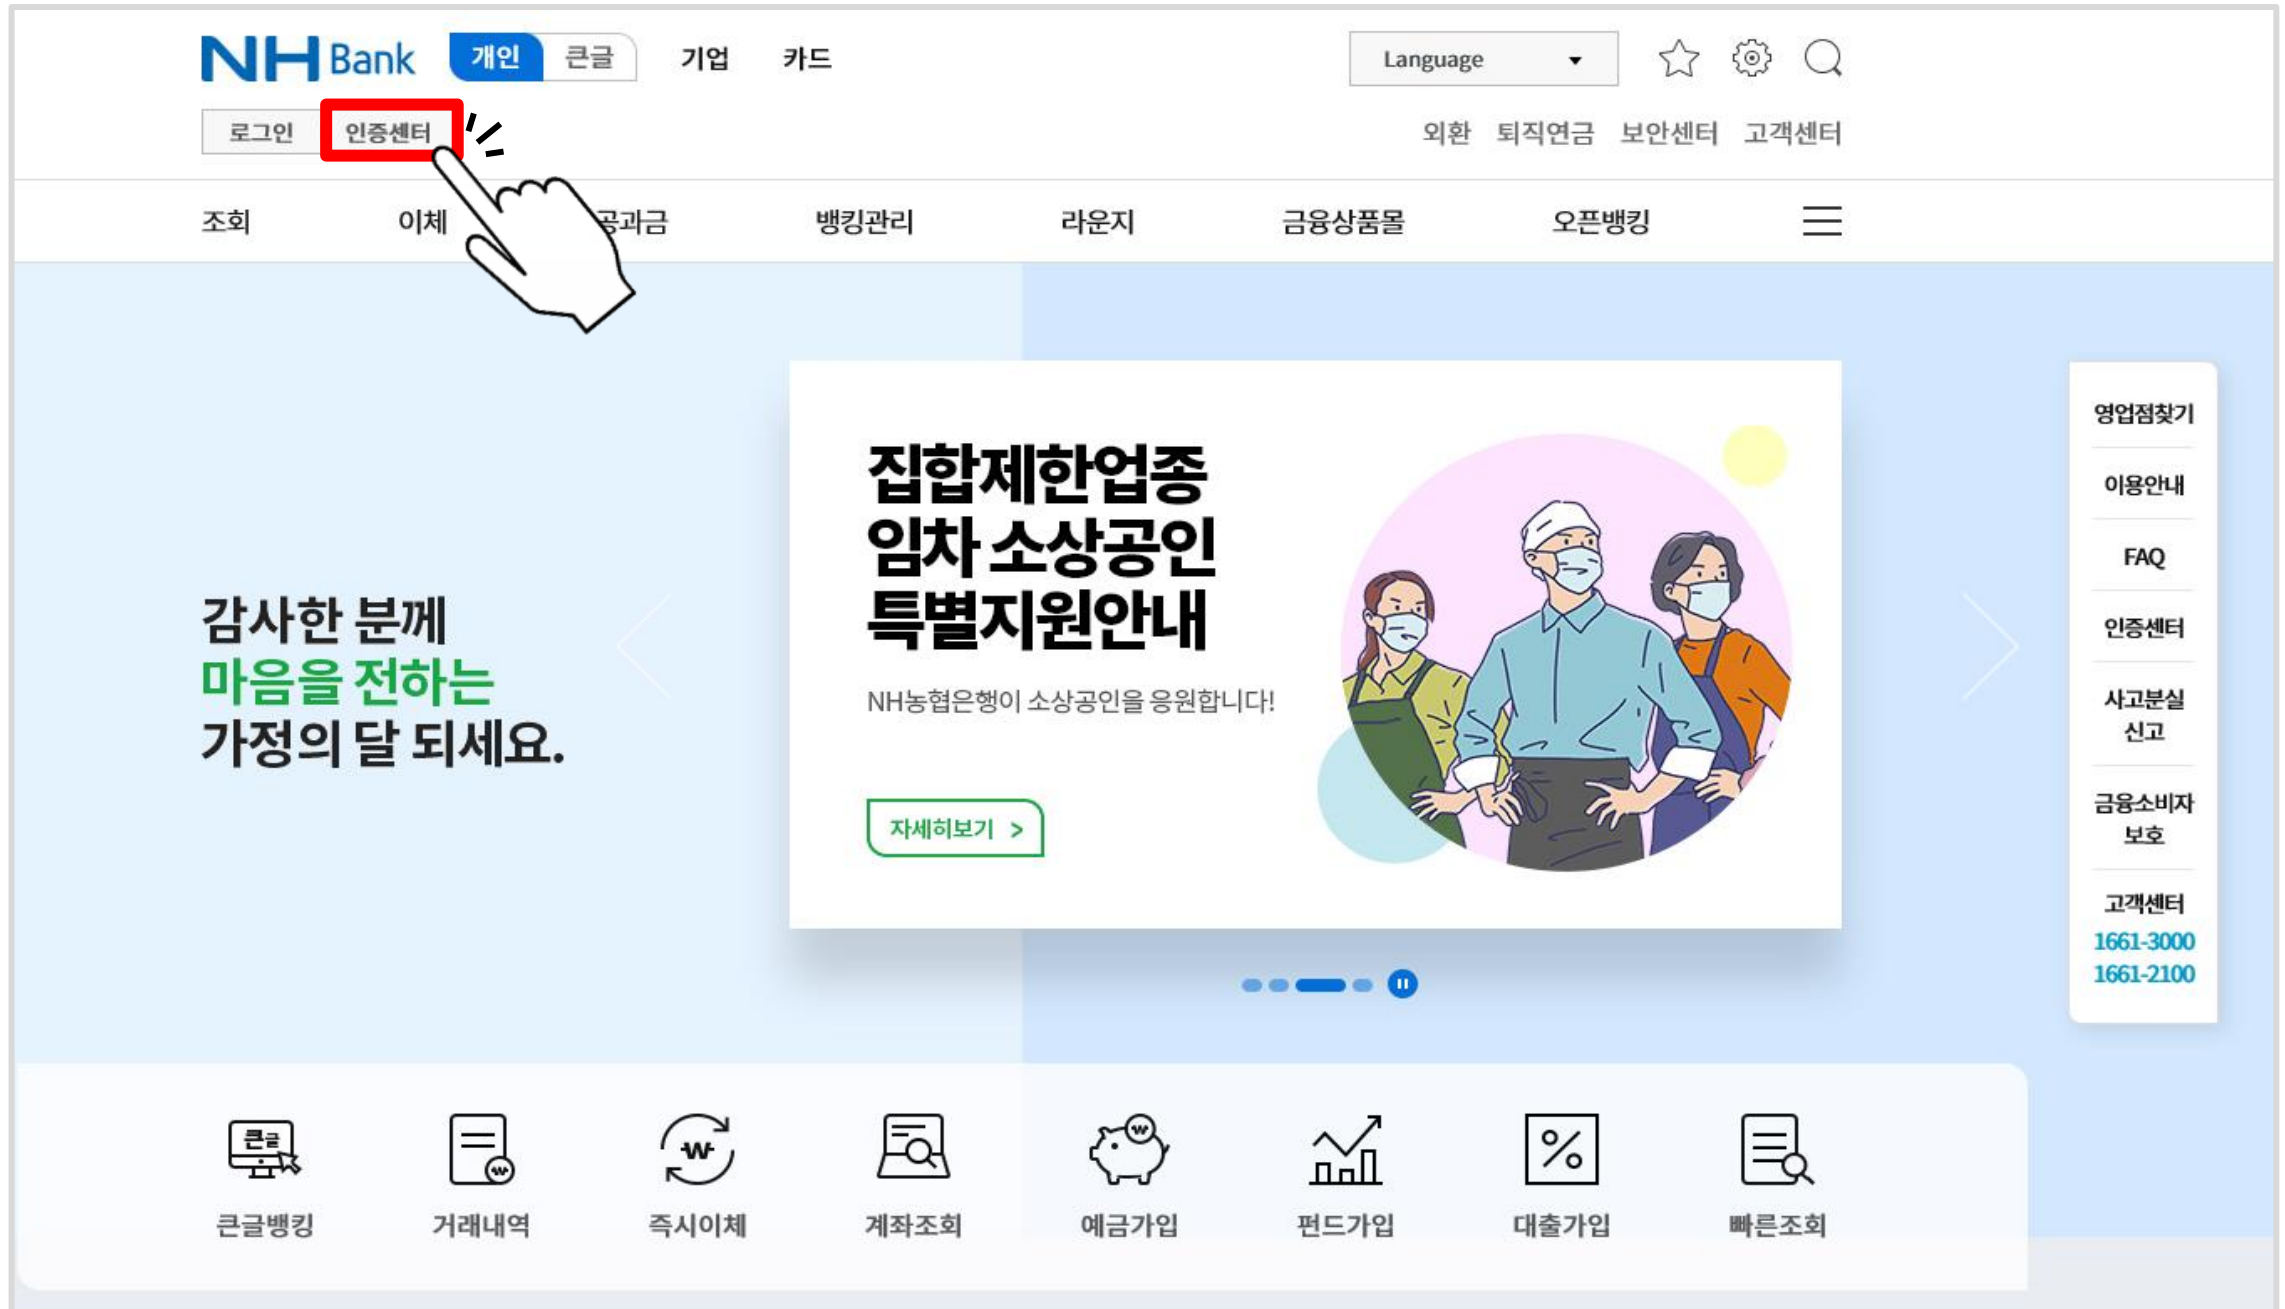 NH Bank 개인 큰글 기업 카드
Language
로그인 인증센터
외환 퇴직연금 보안센터 고객센터
조회 이체 공과금 뱅킹관리 라운지 금융상품몰 오픈뱅킹
감사한 분께
마음을 전하는
가정의 달 되세요.
집합제한업종
임차 소상공인
특별지원안내
NH농협은행이 소상공인을 응원합니다!
자세히보기 >
영업점찾기
이용안내
FAQ
인증센터
사고분실
신고
금융소비자
보호
고객센터
1661-3000
1661-2100
큰글
큰글뱅킹 거래내역 즉시이체 계좌조회 예금가입 펀드가입 대출가입 빠른조회